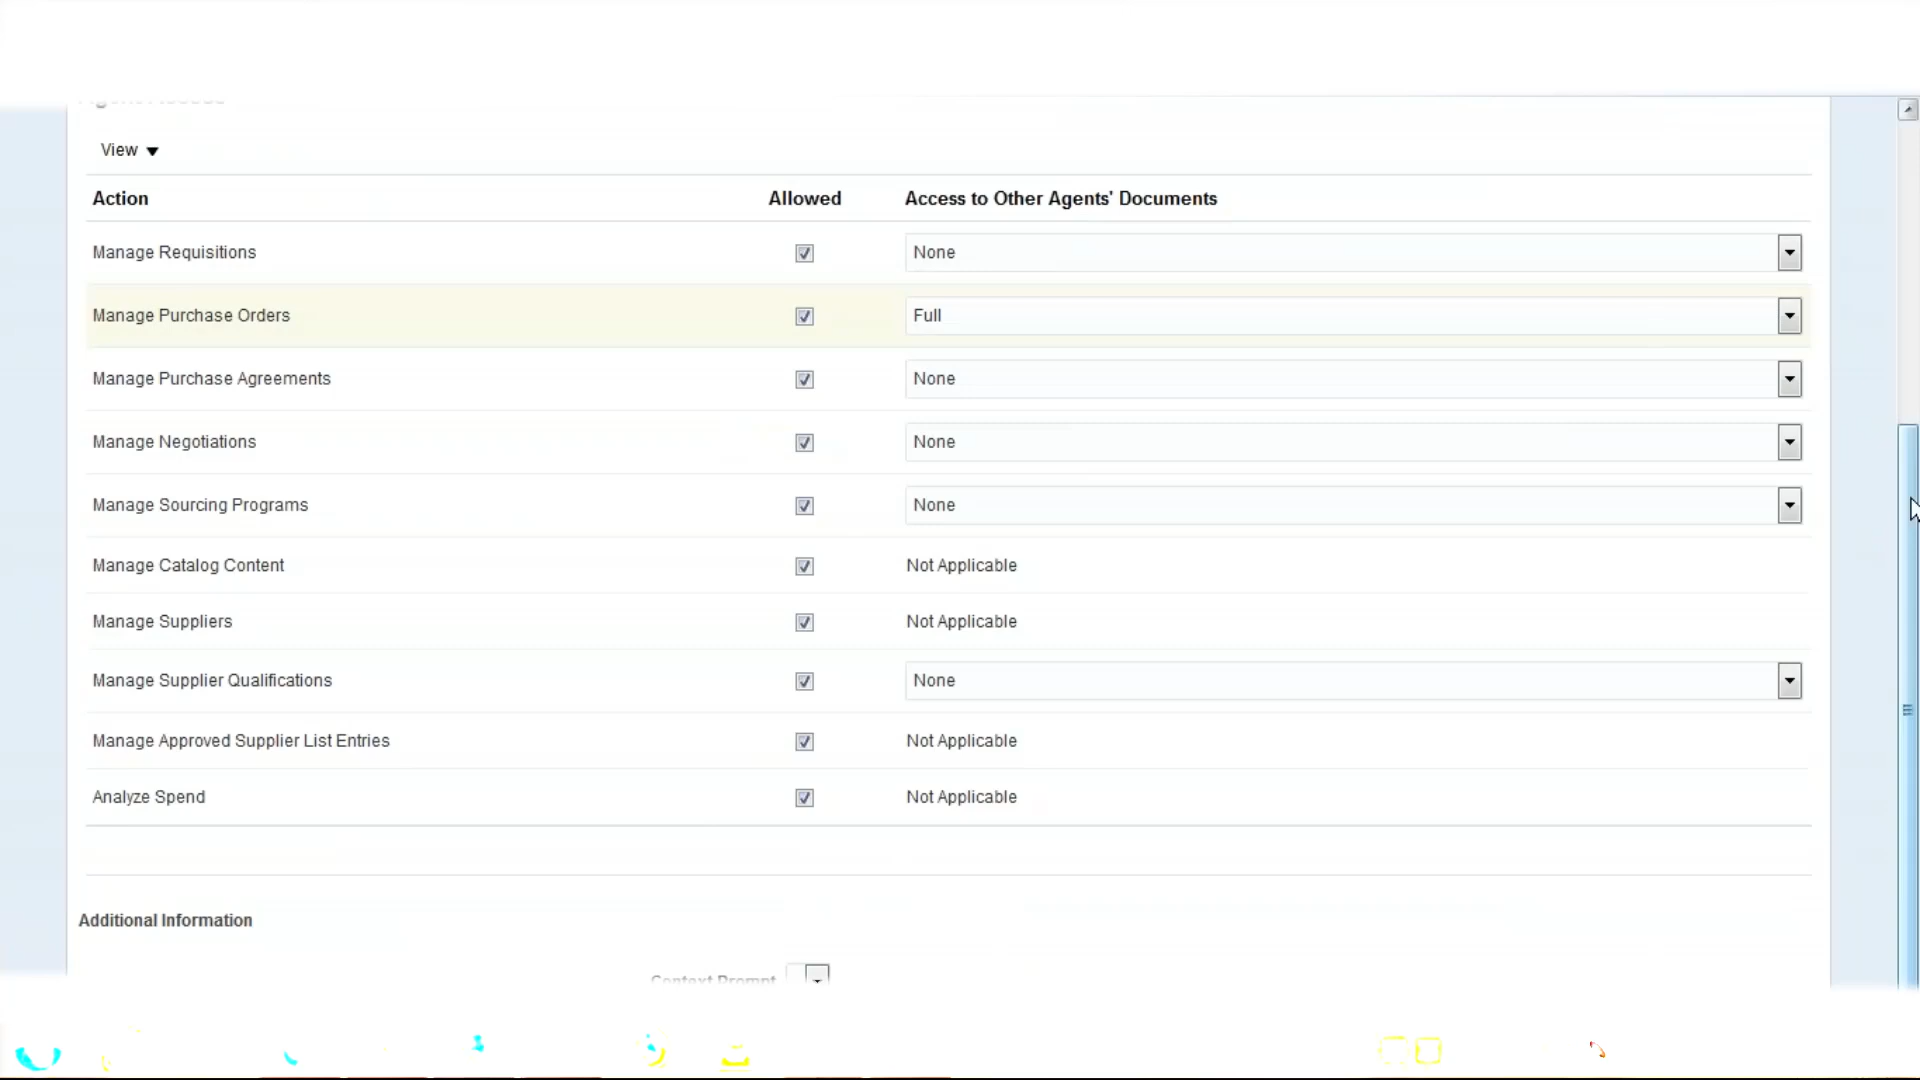 View
Action Allowed Access to Other Agents' Documents
Manage Requisitions None
Manage Purchase Orders Full
Manage Purchase Agreements None
Manage Negotiations None
Manage Sourcing Programs None
Manage Catalog Content Not Applicable
Manage Suppliers Not Applicable
Manage Supplier Qualifications None
Manage Approved Supplier List Entries Not Applicable
Analyze Spend Not Applicable
Additional Information
Context Prompt